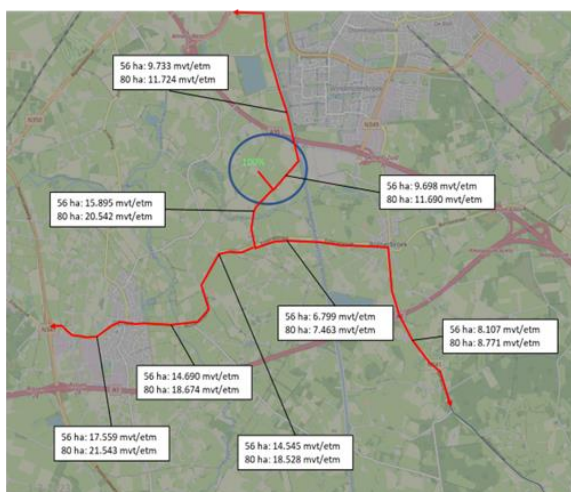 56 ha: 9.733 mvt/etm
80 ha: 11.724 mvt/etm
100%
56 ha: 15.895 mvt/etm
80 ha: 20.542 mvt/etm
56 ha: 9.698 mvt/etm
80 ha: 11.690 mvt/etm
56 ha: 6.799 mvt/etm
80 ha: 7.463 mvt/etm
56 ha: 8.107 mvt/etm
80 ha: 8.771 mvt/etm
56 ha: 14.690 mvt/etm
80 ha: 18.674 mvt/etm
56 ha: 17.559 mvt/etm
80 ha: 21.543 mvt/etm
56 ha: 14.545 mvt/etm
80 ha: 18.528 mvt/etm